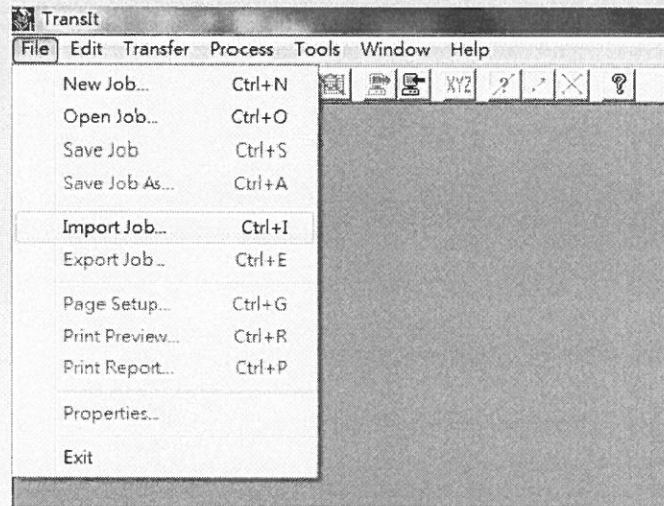 TransIt
File Edit Transfer Process Tools Window Help
XYZ ? ?
New Job... Ctrl+N
Open Job... Ctrl+O
Save Job Ctrl+S
Save Job As... Ctrl+A
Import Job... Ctrl+I
Export Job... Ctrl+E
Page Setup... Ctrl+G
Print Preview... Ctrl+R
Print Report... Ctrl+P
Properties...
Exit